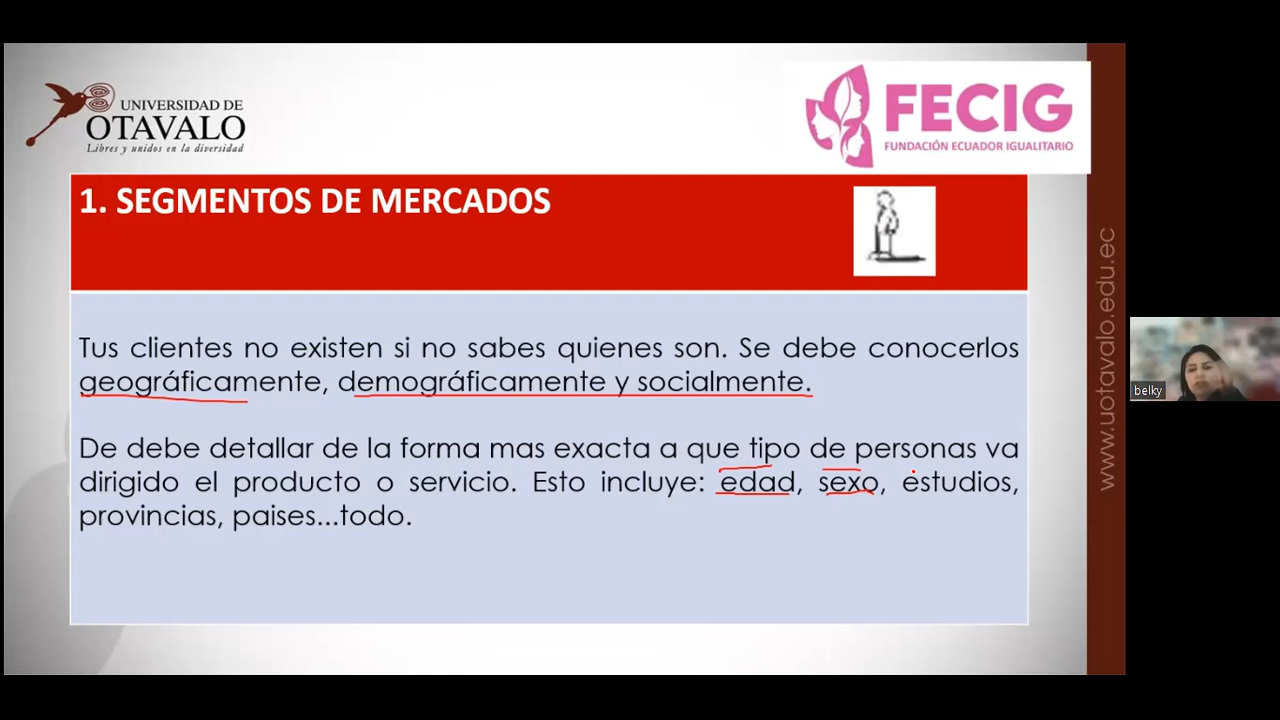 UNIVERSIDAD DE
OTAVALO
Libres y unidos en la diversidad
FECIG
FUNDACIÓN ECUADOR IGUALITARIO
1. SEGMENTOS DE MERCADOS
Tus clientes no existen si no sabes quienes son. Se debe conocerlos
geográficamente, demográficamente y socialmente.
De debe detallar de la forma mas exacta a que tipo de personas va
dirigido el producto o servicio. Esto incluye: edad, sexo, estudios,
provincias, paises...todo.
www.uotavalo.edu.ec
belky